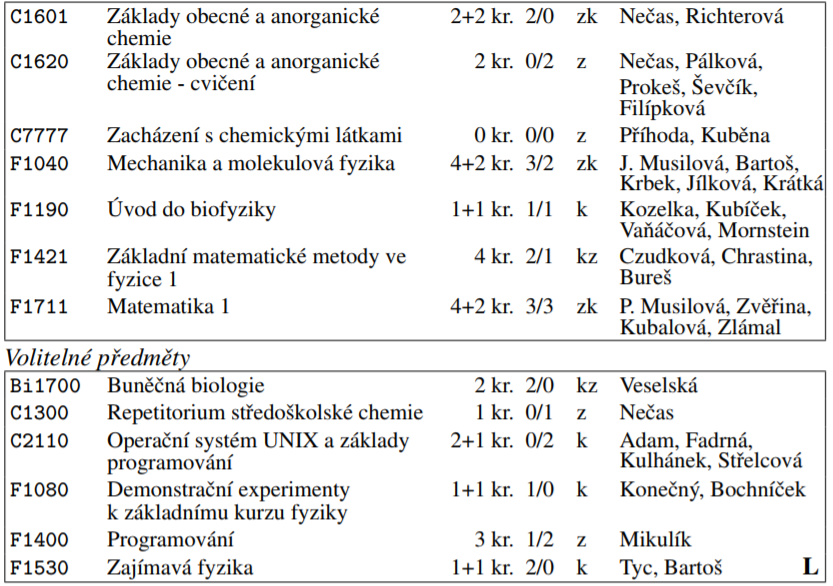 C1601 Základy obecné a anorganické 2+2 kr. 2/0 zk Nečas, Richterová
chemie
C1620 Základy obecné a anorganické 2 kr. 0/2 z Nečas, Pálková,
chemie - cvičení Prokeš, Ševčík,
Filípková
C7777 Zacházení s chemickými látkami 0 kr. 0/0 z Příhoda, Kuběna
F1040 Mechanika a molekulová fyzika 4+2 kr. 3/2 zk J. Musilová, Bartoš,
Krbek, Jílková, Krátká
F1190 Úvod do biofyziky 1+1 kr. 1/1 k Kozelka, Kubíček,
Vaňáčová, Mornstein
F1421 Základní matematické metody ve 4 kr. 2/1 kz Czudková, Chrastina,
fyzice 1 Bureš
F1711 Matematika 1 4+2 kr. 3/3 zk P. Musilová, Zvěřina,
Kubalová, Zlámal
Volitelné předměty
Bi1700 Buněčná biologie 2 kr. 2/0 kz Veselská
C1300 Repetitorium středoškolské chemie 1 kr. 0/1 z Nečas
C2110 Operační systém UNIX a základy 2+1 kr. 0/2 k Adam, Fadrná,
programování Kulhánek, Střelcová
F1080 Demonstrační experimenty 1+1 kr. 1/0 k Konečný, Bochníček
k základnímu kurzu fyziky
F1400 Programování 3 kr. 1/2 z Mikulík
F1530 Zajímavá fyzika 1+1 kr. 2/0 k Tyc, Bartoš L